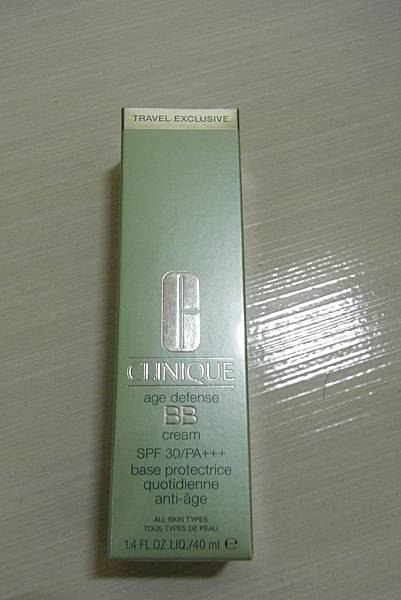 TRAVEL EXCLUSIVE
CLINIQUE
age defense
BB
cream
SPF 30/PA+++
base protectrice
quotidienne
anti-âge
ALL SKIN TYPES
TOUS TYPES DE PEAU
1.4 FL.OZ.LIQ./40 ml ℮